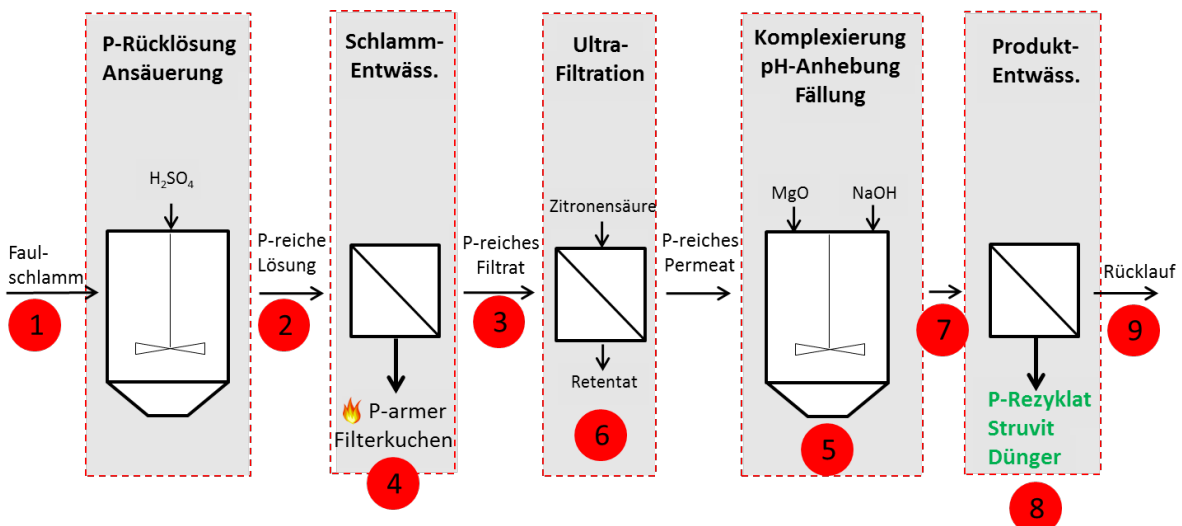 P-Rücklösung
Ansäuerung
H₂SO₄
Faul-
schlamm
1
P-reiche
Lösung
2
Schlamm-
Entwäss.
P-armer
Filterkuchen
4
P-reiches
Filtrat
3
Ultra-
Filtration
Zitronensäure
Retentat
6
P-reiches
Permeat
Komplexierung
pH-Anhebung
Fällung
MgO
NaOH
5
7
Produkt-
Entwäss.
P-Rezyklat
Struvit
Dünger
8
Rücklauf
9